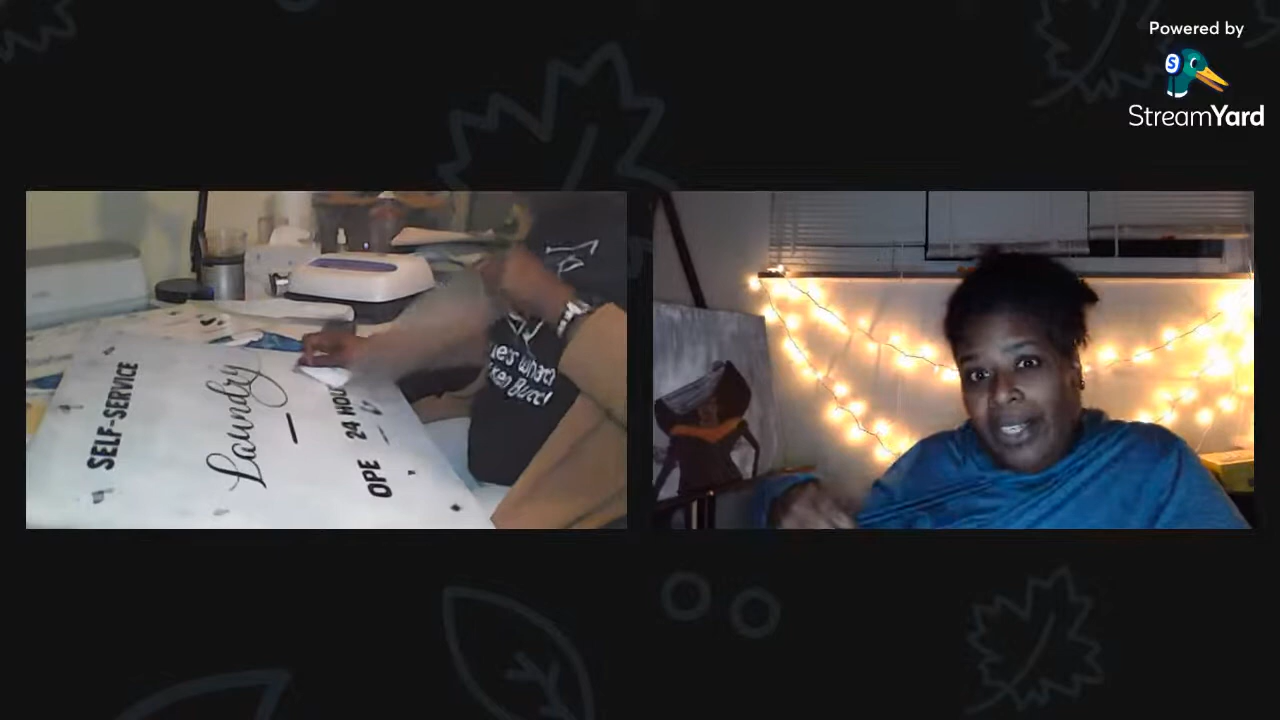 Powered by
S
StreamYard
SELF-SERVICE
Laundry
OPE 24 HOU